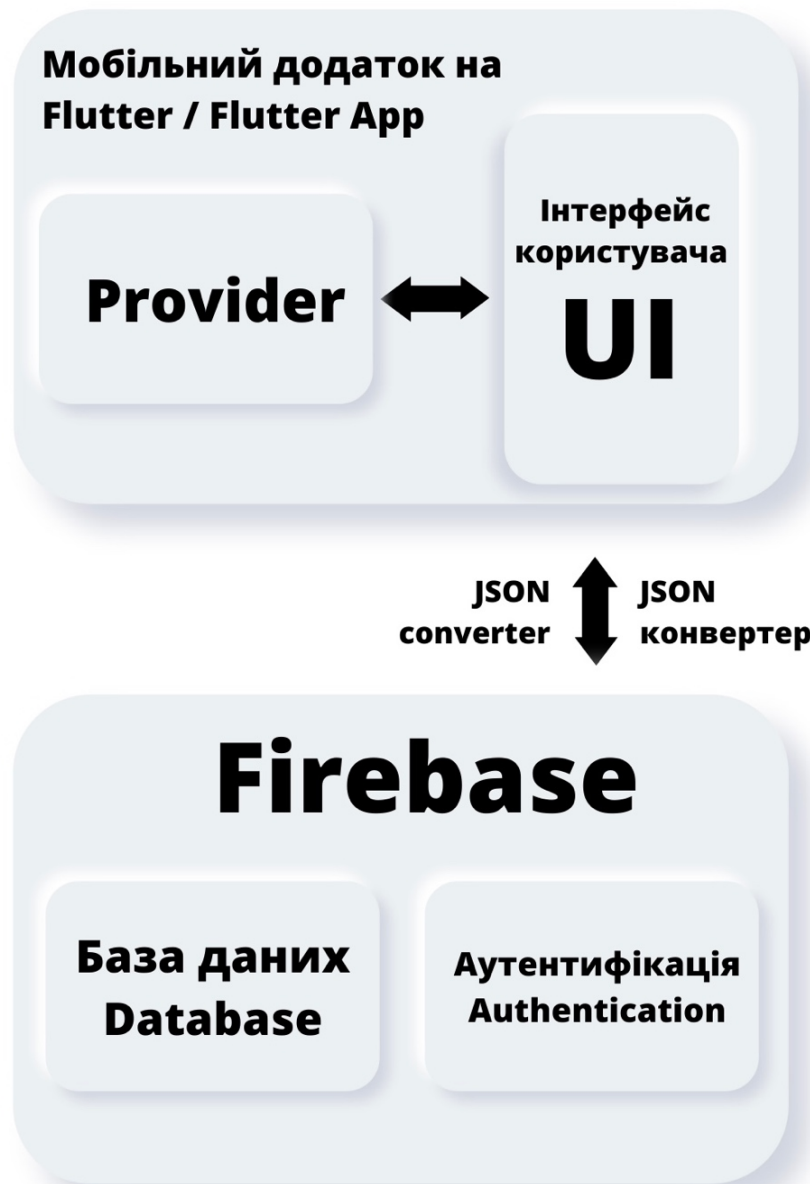 Мобільний додаток на
Flutter / Flutter App
Provider
Інтерфейс
користувача
UI
JSON
converter
JSON
конвертер
Firebase
База даних
Database
Аутентифікація
Authentication